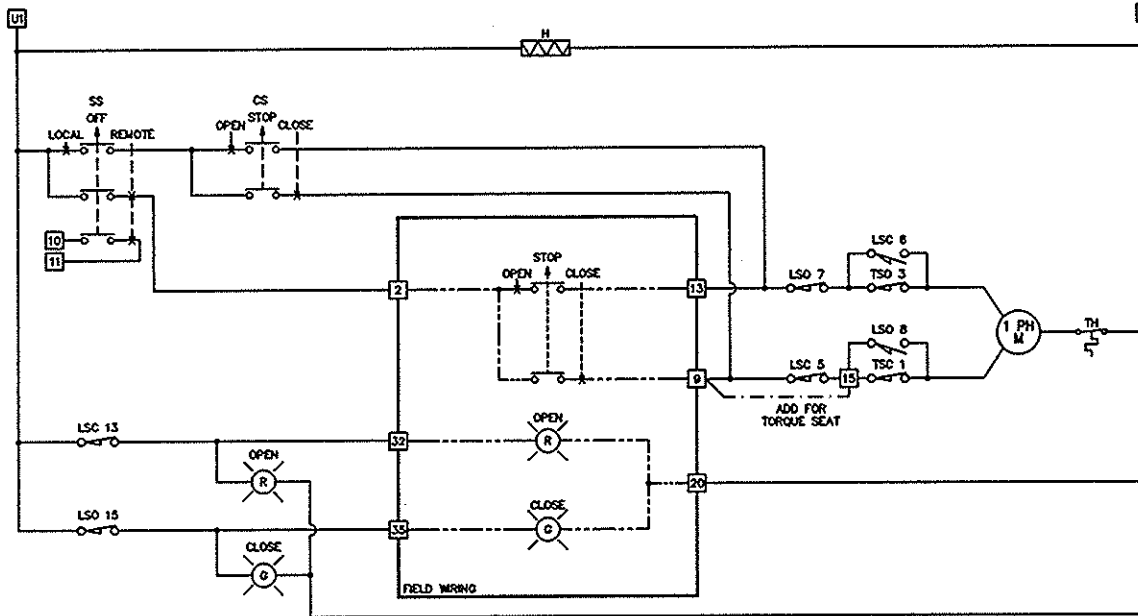 U1
H
SS
OFF
LOCAL
REMOTE
CS
STOP
OPEN
CLOSE
10
11
STOP
OPEN
CLOSE
2
13
LSO 7
LSC 6
TSO 3
1 PH
M
TH
9
LSC 5
15
LSO 8
TSC 1
ADD FOR
TORQUE SEAT
LSC 13
32
OPEN
R
OPEN
R
20
LSO 15
35
CLOSE
G
CLOSE
G
FIELD WIRING